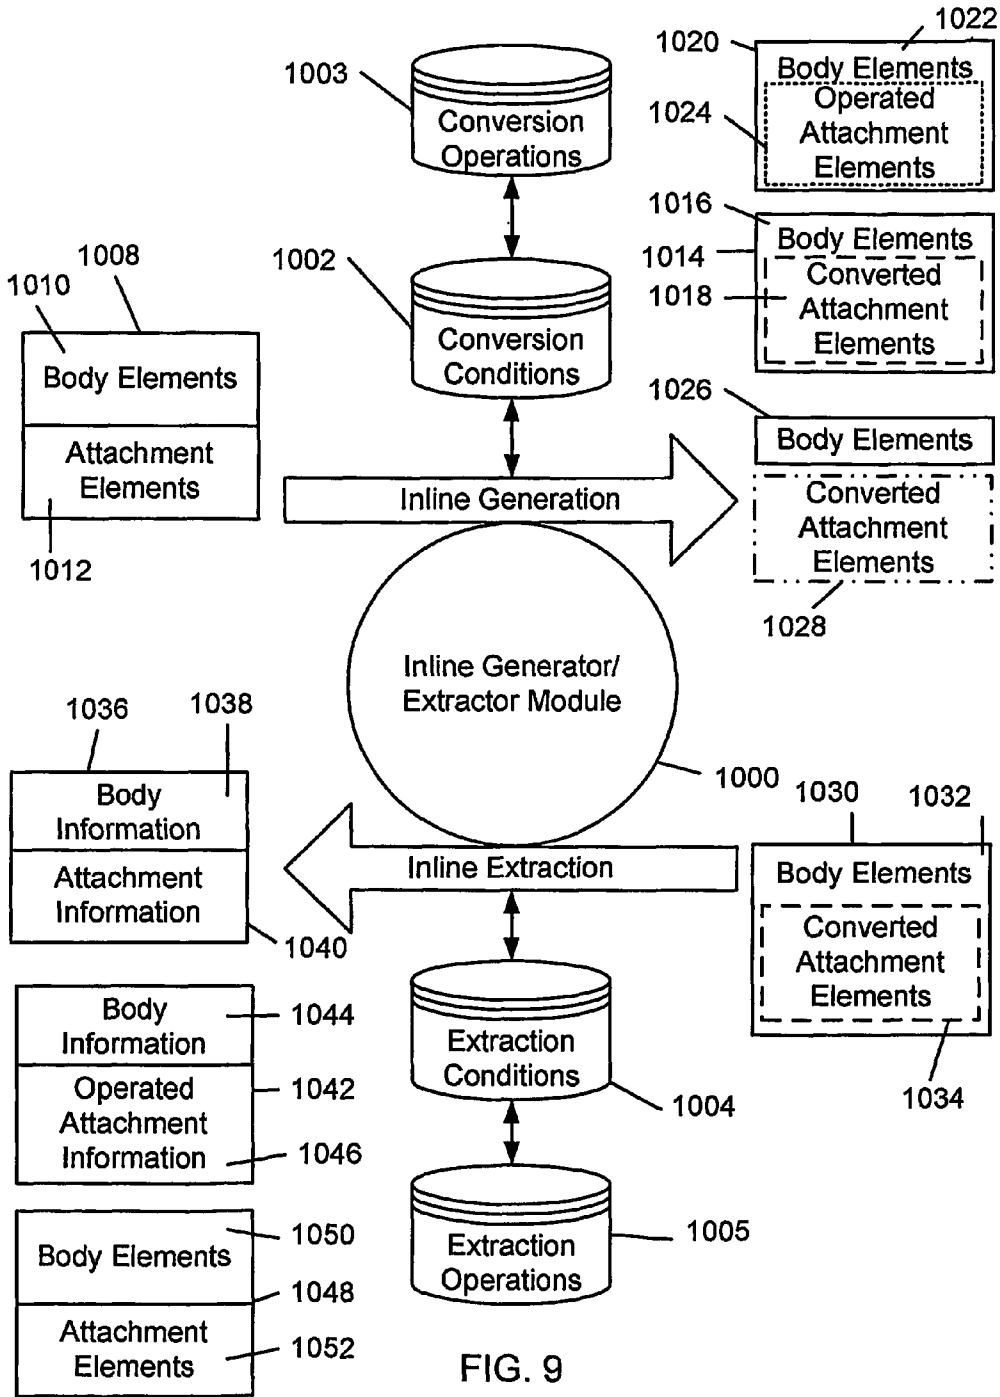 1003
Conversion
Operations
1020
1022
Body Elements
Operated
Attachment
Elements
1024
1002
Conversion
Conditions
1016
1014
1018
Body Elements
Converted
Attachment
Elements
1008
1010
Body Elements
Attachment
Elements
1012
Inline Generation
1026
Body Elements
Converted
Attachment
Elements
1028
Inline Generator/
Extractor Module
1000
1036
1038
Body
Information
Attachment
Information
1040
Inline Extraction
1030
1032
Body Elements
Converted
Attachment
Elements
1034
Body
Information
1044
Operated
Attachment
Information
1042
1046
Extraction
Conditions
1004
Extraction
Operations
1005
Body Elements
1050
1048
Attachment
Elements
1052
FIG. 9